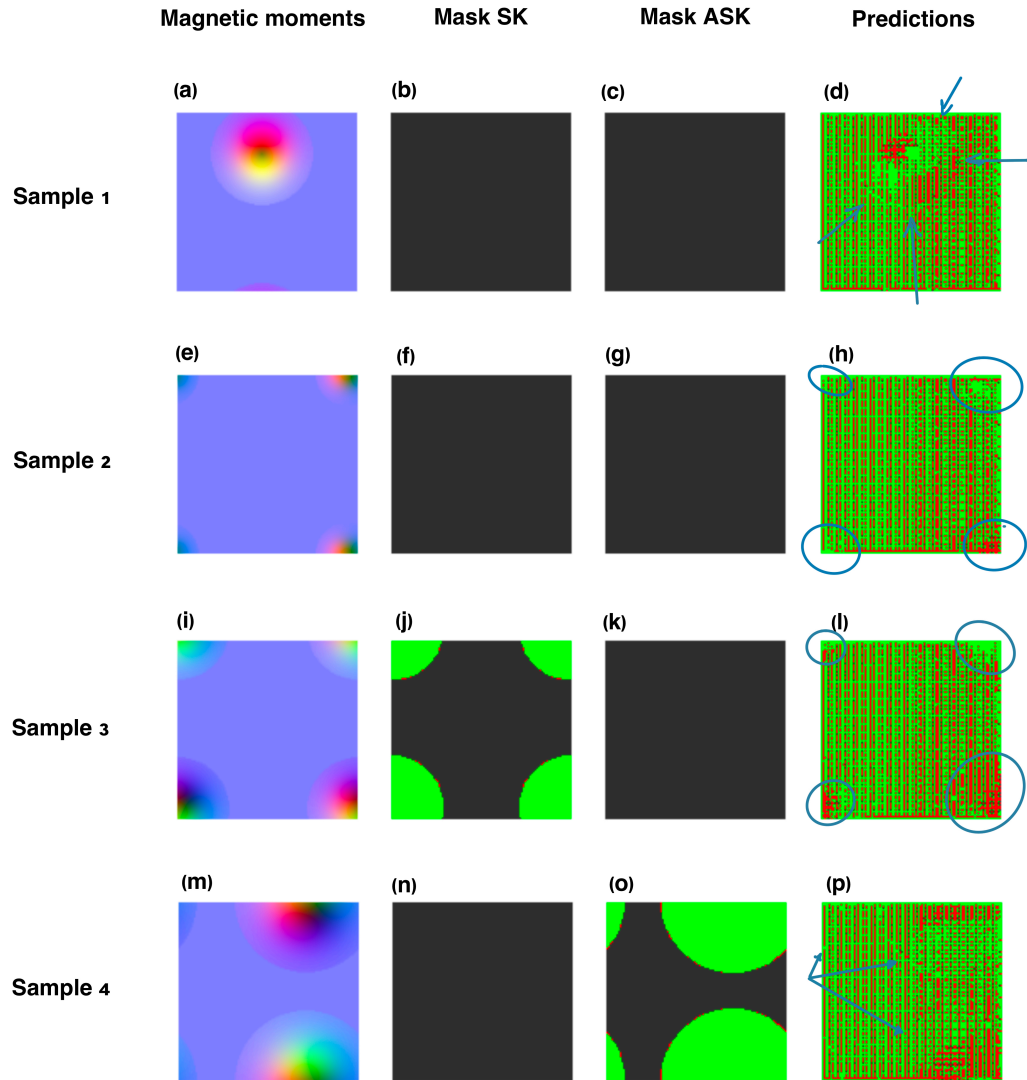 Magnetic moments Mask SK Mask ASK Predictions
(a) (b) (c) (d)
Sample 1
(e) (f) (g) (h)
Sample 2
(i) (j) (k) (l)
Sample 3
(m) (n) (o) (p)
Sample 4